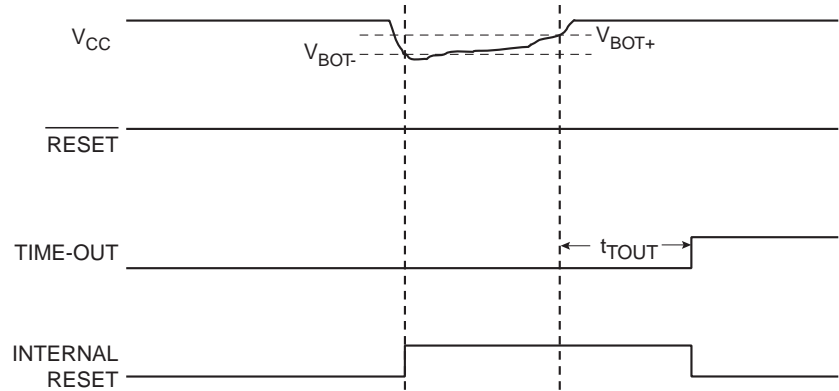 VCC
VBOT-
VBOT+
RESET
TIME-OUT
tTOUT
INTERNAL
RESET